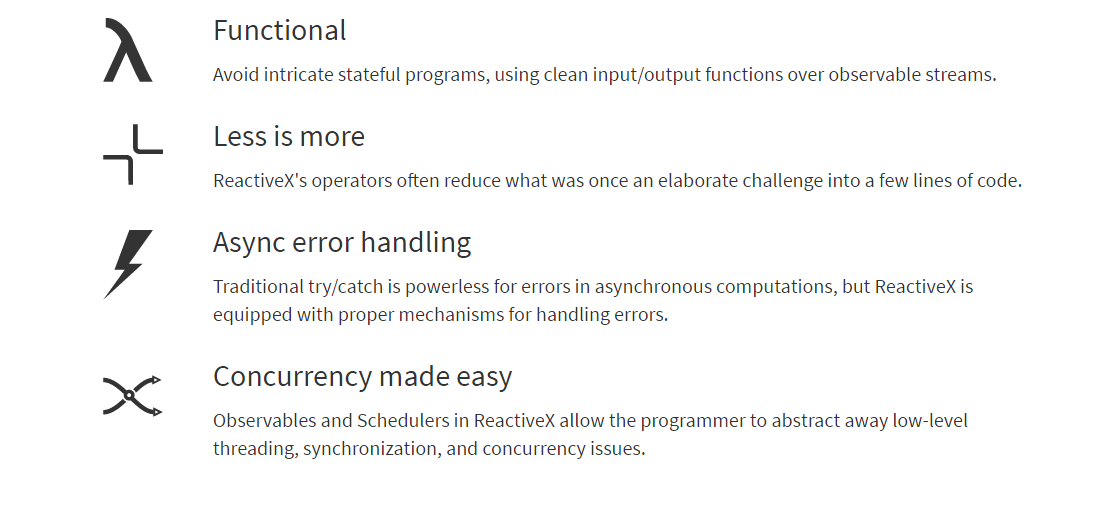 Functional
Avoid intricate stateful programs, using clean input/output functions over observable streams.
Less is more
ReactiveX's operators often reduce what was once an elaborate challenge into a few lines of code.
Async error handling
Traditional try/catch is powerless for errors in asynchronous computations, but ReactiveX is
equipped with proper mechanisms for handling errors.
Concurrency made easy
Observables and Schedulers in ReactiveX allow the programmer to abstract away low-level
threading, synchronization, and concurrency issues.